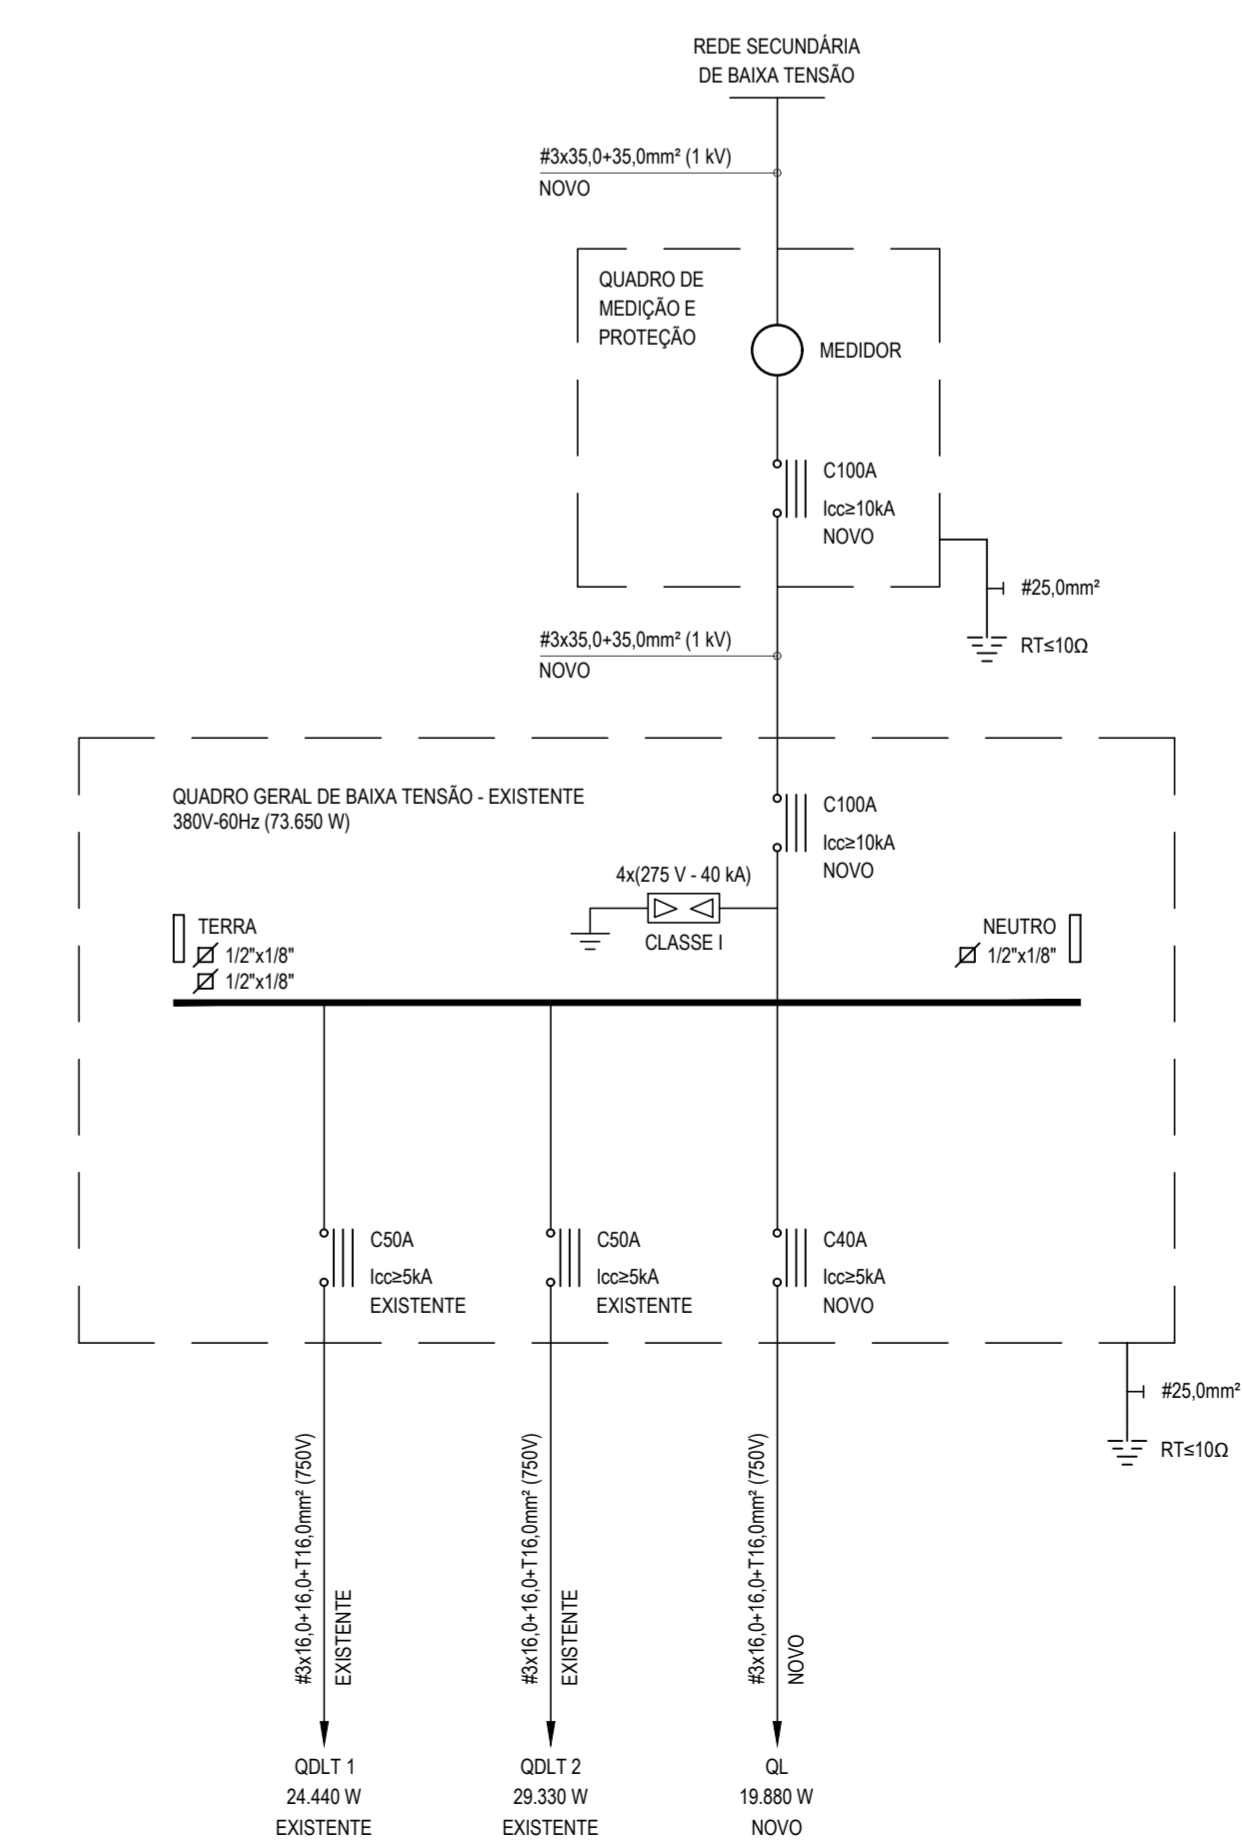 REDE SECUNDÁRIA
DE BAIXA TENSÃO
#3x35,0+35,0mm² (1 kV)
NOVO
QUADRO DE
MEDIÇÃO E
PROTEÇÃO
MEDIDOR
C100A
Icc≥10kA
NOVO
#25,0mm²
RT≤10Ω
#3x35,0+35,0mm² (1 kV)
NOVO
QUADRO GERAL DE BAIXA TENSÃO - EXISTENTE
380V-60Hz (73.650 W)
C100A
Icc≥10kA
NOVO
4x(275 V - 40 kA)
CLASSE I
TERRA
1/2"x1/8"
1/2"x1/8"
NEUTRO
1/2"x1/8"
C50A
Icc≥5kA
EXISTENTE
C50A
Icc≥5kA
EXISTENTE
C40A
Icc≥5kA
NOVO
#25,0mm²
RT≤10Ω
#3x16,0+16,0+T16,0mm² (750V)
EXISTENTE
#3x16,0+16,0+T16,0mm² (750V)
EXISTENTE
#3x16,0+16,0+T16,0mm² (750V)
NOVO
QDLT 1
24.440 W
EXISTENTE
QDLT 2
29.330 W
EXISTENTE
QL
19.880 W
NOVO